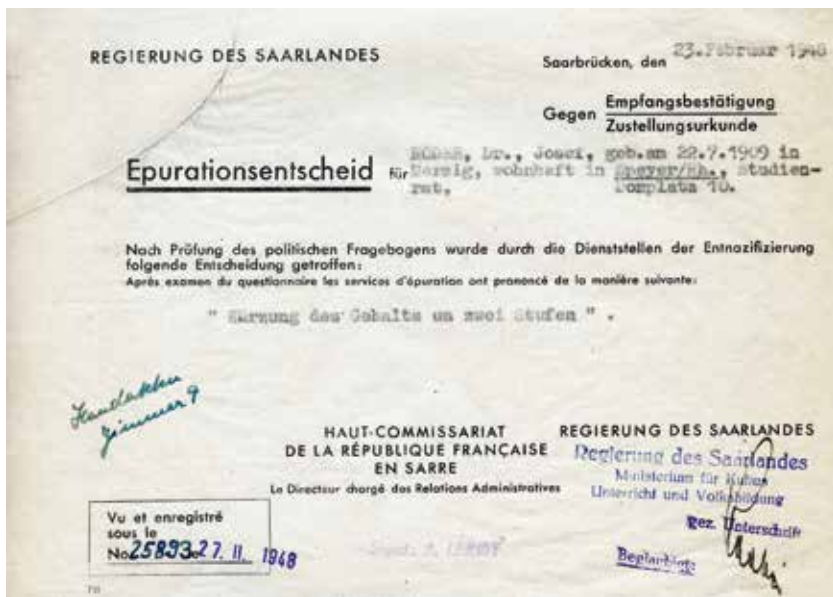 REGIERUNG DES SAARLANDES
Saarbrücken, den 23.Februar 1948
Gegen Empfangsbestätigung
Zustellungsurkunde
Epurationsentscheid für
RÖDER, Dr., Josef, geb.am 22.7.1909 in
Merzig, wohnhaft in Speyer/Rh., Studien-
rat, Domplatz 10.
Nach Prüfung des politischen Fragebogens wurde durch die Dienststellen der Entnazifizierung
folgende Entscheidung getroffen:
Après examen du questionnaire les services d'épuration ont prononcé de la manière suivante:
" Kürzung des Gehalts um zwei Stufen " .
Handakten
Zimmer 9
HAUT-COMMISSARIAT
DE LA RÉPUBLIQUE FRANÇAISE
EN SARRE
Le Directeur chargé des Relations Administratives
REGIERUNG DES SAARLANDES
Regierung des Saarlandes
Ministerium für Kultus
Unterricht und Volksbildung
gez. Unterschrift
Beglaubigt:
Vu et enregistré
sous le
No 25893 27. II. 1948